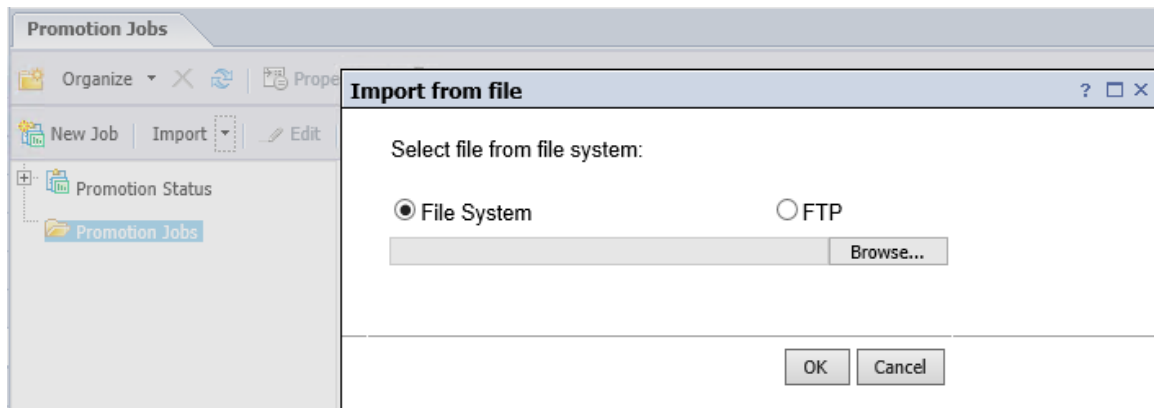 Promotion Jobs
Organize
Import from file
?
New Job
Import
Edit
Select file from file system:
Promotion Status
File System
FTP
Promotion Jobs
Browse...
OK
Cancel